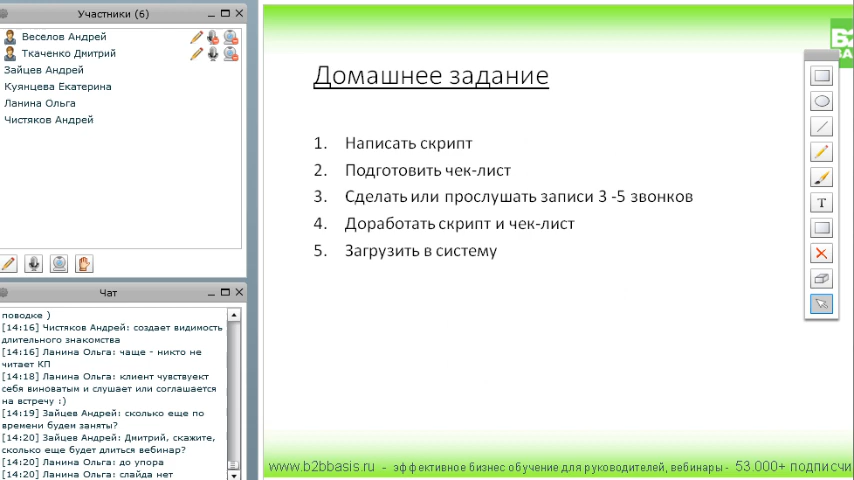 Участники (6)
Веселов Андрей
Ткаченко Дмитрий
Зайцев Андрей
Куянцева Екатерина
Ланина Ольга
Чистяков Андрей
Чат
поводке )
[14:16] Чистяков Андрей: создает видимость
длительного знакомства
[14:16] Ланина Ольга: чаще - никто не
читает КП
[14:18] Ланина Ольга: клиент чувствуект
себя виноватым и слушает или соглашается
на встречу :)
[14:19] Зайцев Андрей: сколько еще по
времени будем заняты?
[14:20] Зайцев Андрей: Дмитрий, скажите,
сколько еще будет длиться вебинар?
[14:20] Ланина Ольга: до упора
[14:20] Ланина Ольга: слайда нет
Домашнее задание
1. Написать скрипт
2. Подготовить чек-лист
3. Сделать или прослушать записи 3 -5 звонков
4. Доработать скрипт и чек-лист
5. Загрузить в систему
www.b2bbasis.ru - эффективное бизнес обучение для руководителей, вебинары - 53.000+ подписчи
T